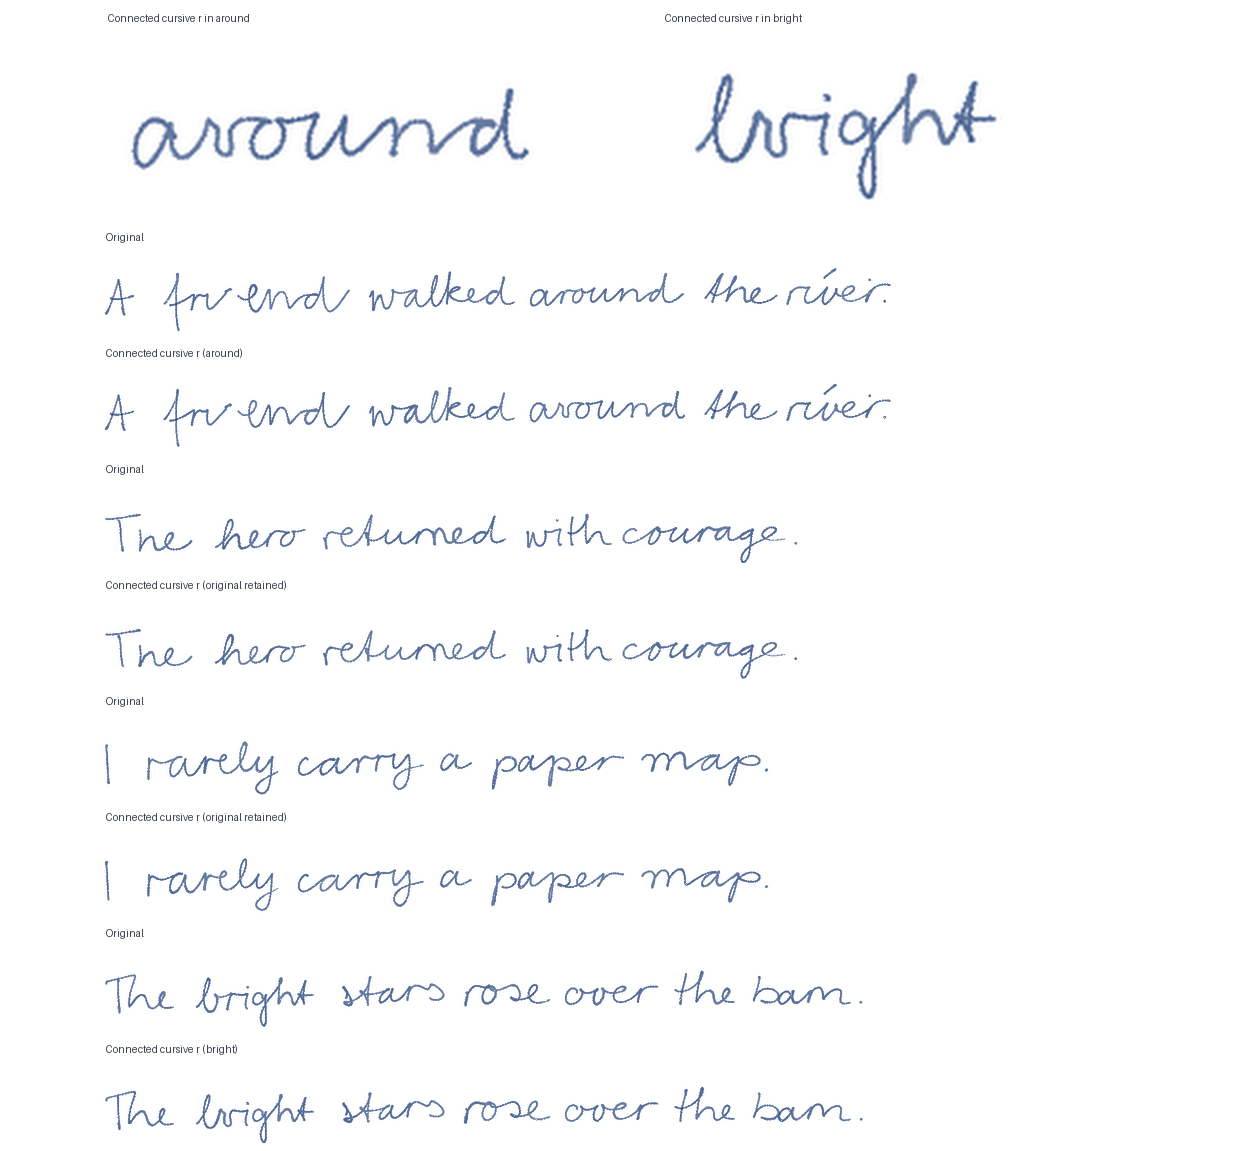 Connected cursive r in around
Connected cursive r in bright
around
bright
Original
A friend walked around the river.
Connected cursive r (around)
A friend walked around the river.
Original
The hero returned with courage.
Connected cursive r (original retained)
The hero returned with courage.
Original
I rarely carry a paper map.
Connected cursive r (original retained)
I rarely carry a paper map.
Original
The bright stars rose over the barn.
Connected cursive r (bright)
The bright stars rose over the barn.